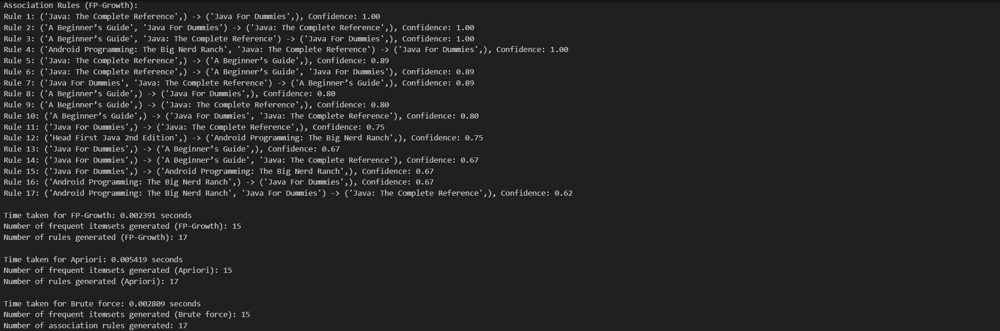 Association Rules (FP-Growth):
Rule 1: ('Java: The Complete Reference',) -> ('Java For Dummies',), Confidence: 1.00
Rule 2: ('A Beginner’s Guide', 'Java For Dummies') -> ('Java: The Complete Reference',), Confidence: 1.00
Rule 3: ('A Beginner’s Guide', 'Java: The Complete Reference') -> ('Java For Dummies',), Confidence: 1.00
Rule 4: ('Android Programming: The Big Nerd Ranch', 'Java: The Complete Reference') -> ('Java For Dummies',), Confidence: 1.00
Rule 5: ('Java: The Complete Reference',) -> ('A Beginner’s Guide',), Confidence: 0.89
Rule 6: ('Java: The Complete Reference',) -> ('A Beginner’s Guide', 'Java For Dummies'), Confidence: 0.89
Rule 7: ('Java For Dummies', 'Java: The Complete Reference') -> ('A Beginner’s Guide',), Confidence: 0.89
Rule 8: ('A Beginner’s Guide',) -> ('Java For Dummies',), Confidence: 0.80
Rule 9: ('A Beginner’s Guide',) -> ('Java: The Complete Reference',), Confidence: 0.80
Rule 10: ('A Beginner’s Guide',) -> ('Java For Dummies', 'Java: The Complete Reference'), Confidence: 0.80
Rule 11: ('Java For Dummies',) -> ('Java: The Complete Reference',), Confidence: 0.75
Rule 12: ('Head First Java 2nd Edition',) -> ('Android Programming: The Big Nerd Ranch',), Confidence: 0.75
Rule 13: ('Java For Dummies',) -> ('A Beginner’s Guide',), Confidence: 0.67
Rule 14: ('Java For Dummies',) -> ('A Beginner’s Guide', 'Java: The Complete Reference'), Confidence: 0.67
Rule 15: ('Java For Dummies',) -> ('Android Programming: The Big Nerd Ranch',), Confidence: 0.67
Rule 16: ('Android Programming: The Big Nerd Ranch',) -> ('Java For Dummies',), Confidence: 0.67
Rule 17: ('Android Programming: The Big Nerd Ranch', 'Java For Dummies') -> ('Java: The Complete Reference',), Confidence: 0.62

Time taken for FP-Growth: 0.002391 seconds
Number of frequent itemsets generated (FP-Growth): 15
Number of rules generated (FP-Growth): 17

Time taken for Apriori: 0.005419 seconds
Number of frequent itemsets generated (Apriori): 15
Number of rules generated (Apriori): 17

Time taken for Brute force: 0.002809 seconds
Number of frequent itemsets generated (Brute force): 15
Number of association rules generated: 17